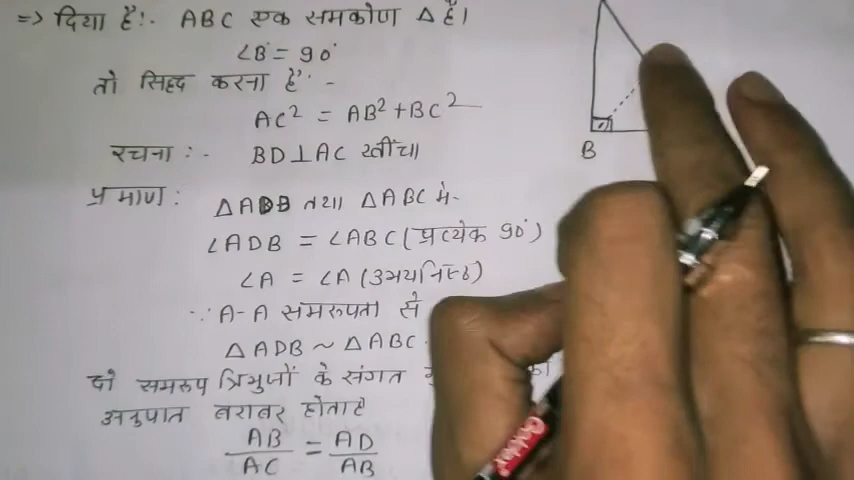 => दिया है:- ABC एक समकोण Δ है।
∠B = 90°
तो सिद्ध करना है:-
AC² = AB² + BC²
रचना :- BD⊥AC खींचा
प्रमाण : ΔADB तथा ΔABC में-
∠ADB = ∠ABC (प्रत्येक 90°)
∠A = ∠A (उभयनिष्ठ)
∵ A-A समरूपता से
ΔADB ~ ΔABC
दो समरूप त्रिभुजों के संगत का
अनुपात बराबर होता है
AB/AC = AD/AB
B